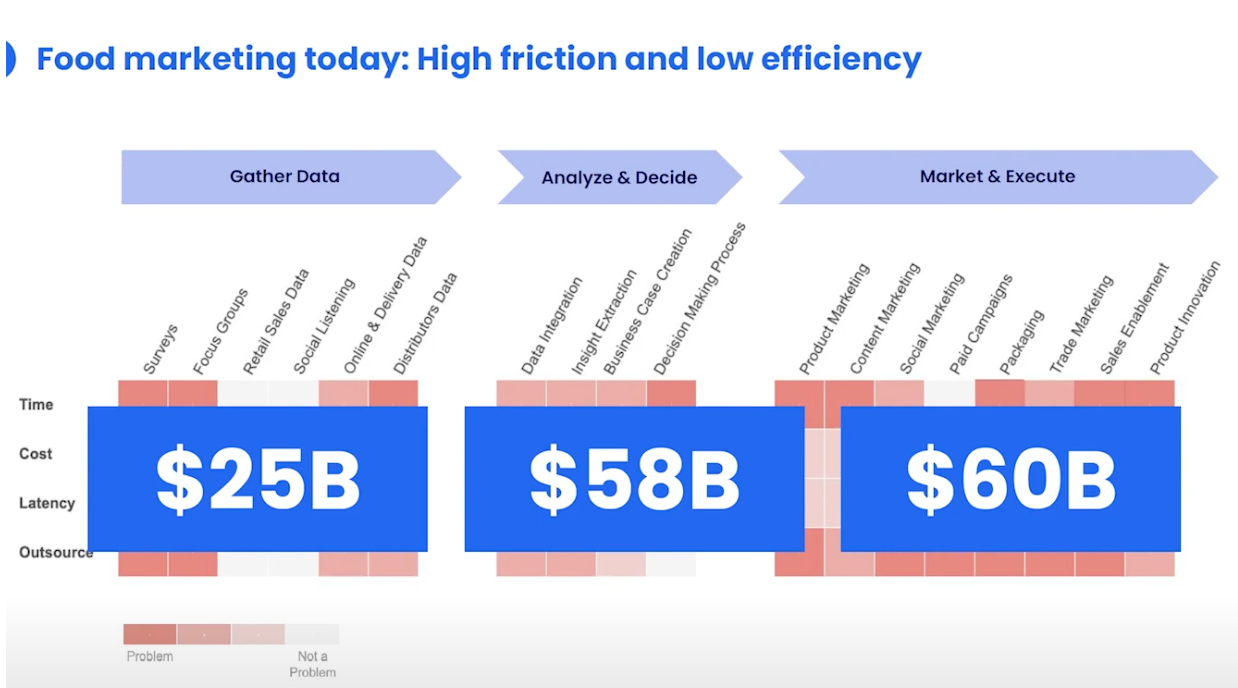 Food marketing today: High friction and low efficiency
Gather Data
Analyze & Decide
Market & Execute
Surveys
Focus Groups
Retail Sales Data
Social Listening
Online & Delivery Data
Distributors Data
Data Integration
Insight Extraction
Business Case Creation
Decision Making Process
Product Marketing
Content Marketing
Social Marketing
Paid Campaigns
Packaging
Trade Marketing
Sales Enablement
Product Innovation
Time
Cost
Latency
Outsource
$25B
$58B
$60B
Problem
Not a
Problem